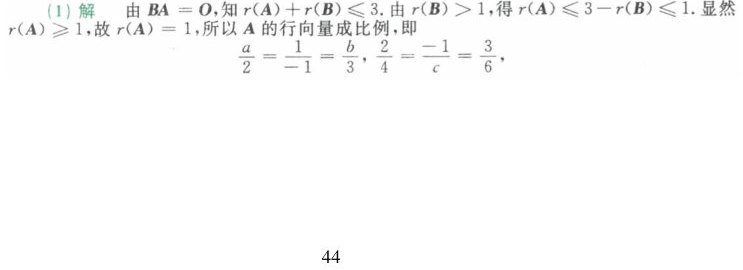 (1) 解 由 BA = O,知 r(A)+r(B)≤3.由 r(B)>1,得 r(A)≤3-r(B)≤1.显然
r(A)≥1,故 r(A)=1,所以 A 的行向量成比例,即
a/2 = 1/-1 = b/3, 2/4 = -1/c = 3/6,
44